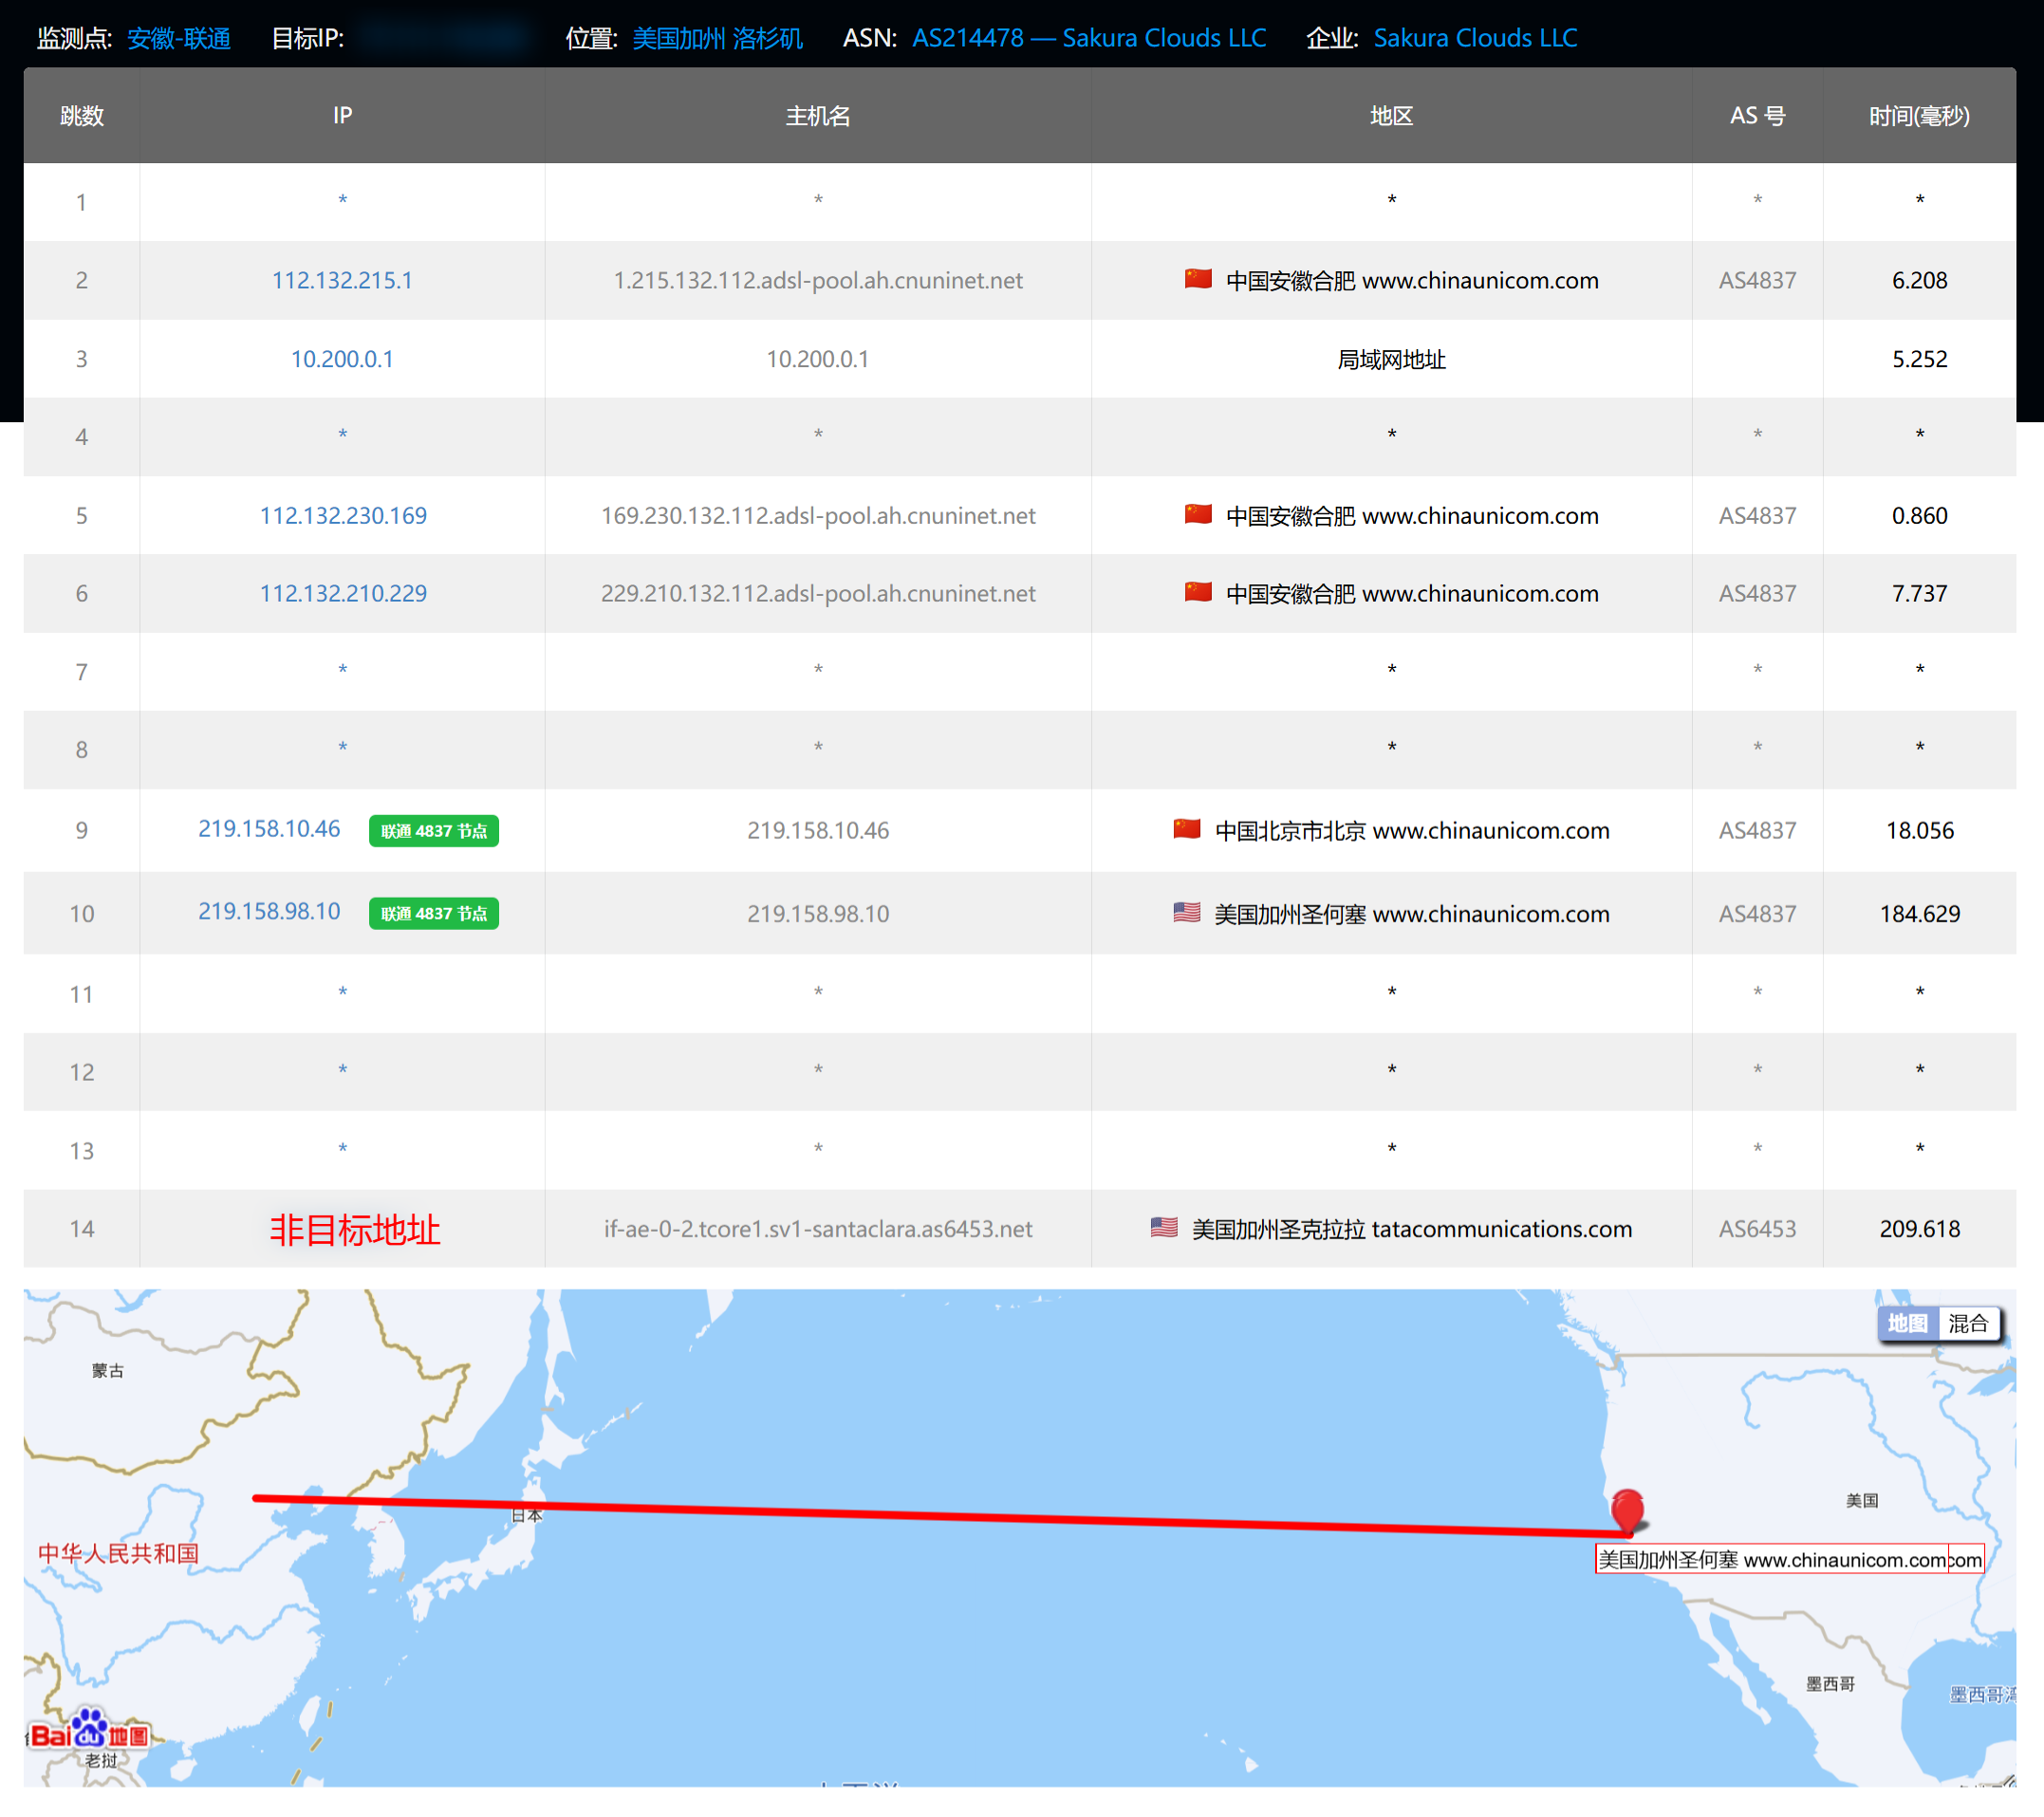 监测点: 安徽-联通 目标IP: 位置: 美国加州 洛杉矶 ASN: AS214478 — Sakura Clouds LLC 企业: Sakura Clouds LLC
跳数 IP 主机名 地区 AS 号 时间(毫秒)
1 * * * * *
2 112.132.215.1 1.215.132.112.adsl-pool.ah.cnuninet.net 中国安徽合肥 www.chinaunicom.com AS4837 6.208
3 10.200.0.1 10.200.0.1 局域网地址 5.252
4 * * * * *
5 112.132.230.169 169.230.132.112.adsl-pool.ah.cnuninet.net 中国安徽合肥 www.chinaunicom.com AS4837 0.860
6 112.132.210.229 229.210.132.112.adsl-pool.ah.cnuninet.net 中国安徽合肥 www.chinaunicom.com AS4837 7.737
7 * * * * *
8 * * * * *
9 219.158.10.46 联通 4837 节点 219.158.10.46 中国北京市北京 www.chinaunicom.com AS4837 18.056
10 219.158.98.10 联通 4837 节点 219.158.98.10 美国加州圣何塞 www.chinaunicom.com AS4837 184.629
11 * * * * *
12 * * * * *
13 * * * * *
14 非目标地址 if-ae-0-2.tcore1.sv1-santaclara.as6453.net 美国加州圣克拉拉 tatacommunications.com AS6453 209.618
地图 混合
蒙古
美国
日本
中华人民共和国
美国加州圣何塞 www.chinaunicom.com com
墨西哥
墨西哥湾
Bai du 地图
老挝